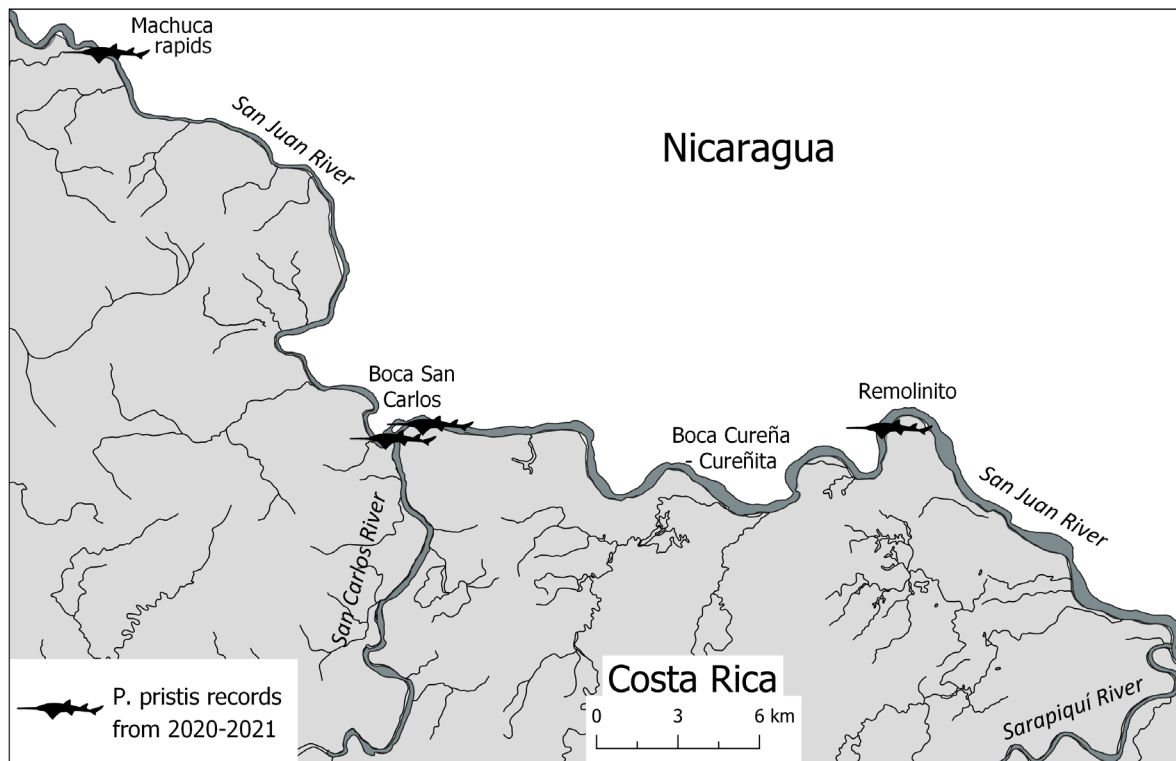 Machuca
rapids
San Juan River
Nicaragua
Boca San
Carlos
Remolinito
Boca Cureña
- Cureñita
San Juan River
San Carlos River
Costa Rica
Sarapiquí River
P. pristis records
from 2020-2021
0 3 6 km